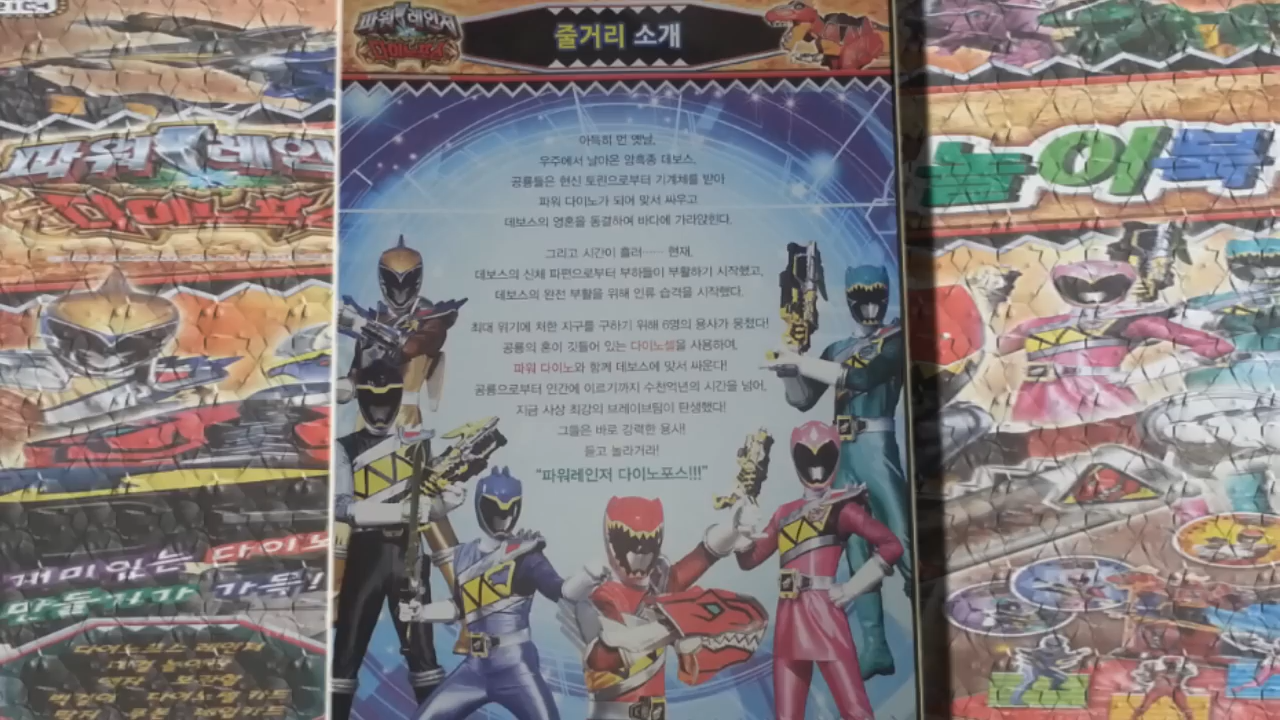 파워레인저
다이노포스
줄거리 소개
아득히 먼 옛날,
우주에서 날아온 암흑종 데보스,
공룡들은 현신 토린으로부터 기계체를 받아
파워 다이노가 되어 맞서 싸우고
데보스의 영혼을 동결하여 바다에 가라앉힌다.
그리고 시간이 흘러…… 현재,
데보스의 신체 파편으로부터 부하들이 부활하기 시작했고,
데보스의 완전 부활을 위해 인류 습격을 시작했다.
최대 위기에 처한 지구를 구하기 위해 6명의 용사가 뭉쳤다!
공룡의 혼이 깃들어 있는 다이노셀을 사용하여,
파워 다이노와 함께 데보스에 맞서 싸운다!
공룡으로부터 인간에 이르기까지 수천억년의 시간을 넘어,
지금 사상 최강의 브레이브팀이 탄생했다!
그들은 바로 강력한 용사!
듣고 놀라거라!
“파워레인저 다이노포스!!!”
파워레인
다이노포스
재미있는 다이노
만들기가 가득!
다이노포스 레인저
놀이북